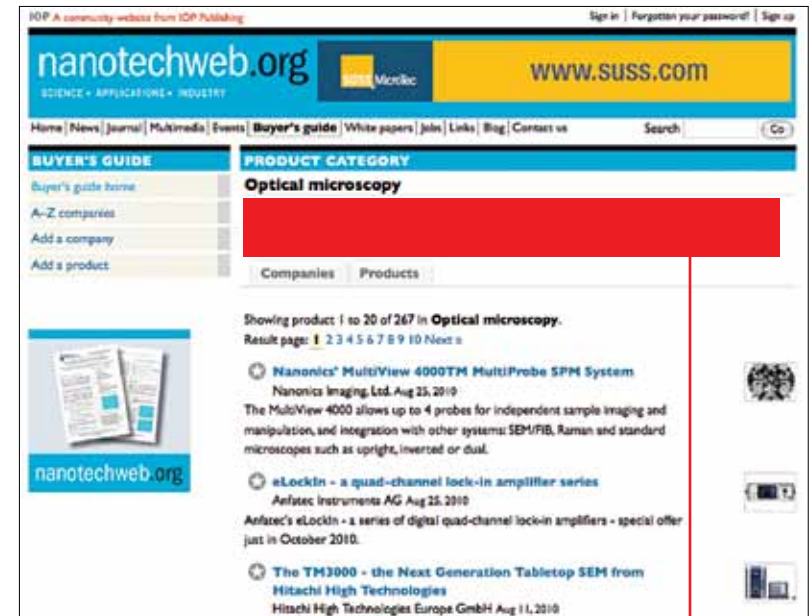 IOP A community website from IOP Publishing
Sign in | Forgotten your password? | Sign up
nanotechweb.org
SCIENCE • APPLICATIONS • INDUSTRY
SUSS MicroTec
www.suss.com
Home | News | Journal | Multimedia | Events | Buyer's guide | White papers | Jobs | Links | Blog | Contact us
Search
Go
BUYER'S GUIDE
Buyer's guide home
A–Z companies
Add a company
Add a product
nanotechweb.org
PRODUCT CATEGORY
Optical microscopy
Companies
Products
Showing product 1 to 20 of 267 in Optical microscopy.
Result page: 1 2 3 4 5 6 7 8 9 10 Next »
Nanonics' MultiView 4000TM MultiProbe SPM System
Nanonics Imaging, Ltd. Aug 25, 2010
The MultiView 4000 allows up to 4 probes for independent sample imaging and
manipulation, and integration with other systems: SEM/FIB, Raman and standard
microscopes such as upright, inverted or dual.
eLockIn - a quad-channel lock-in amplifier series
Anfatec Instruments AG Aug 25, 2010
Anfatec's eLockIn - a series of digital quad-channel lock-in amplifiers - special offer
just in October 2010.
The TM3000 - the Next Generation Tabletop SEM from
Hitachi High Technologies
Hitachi High Technologies Europe GmbH Aug 11, 2010